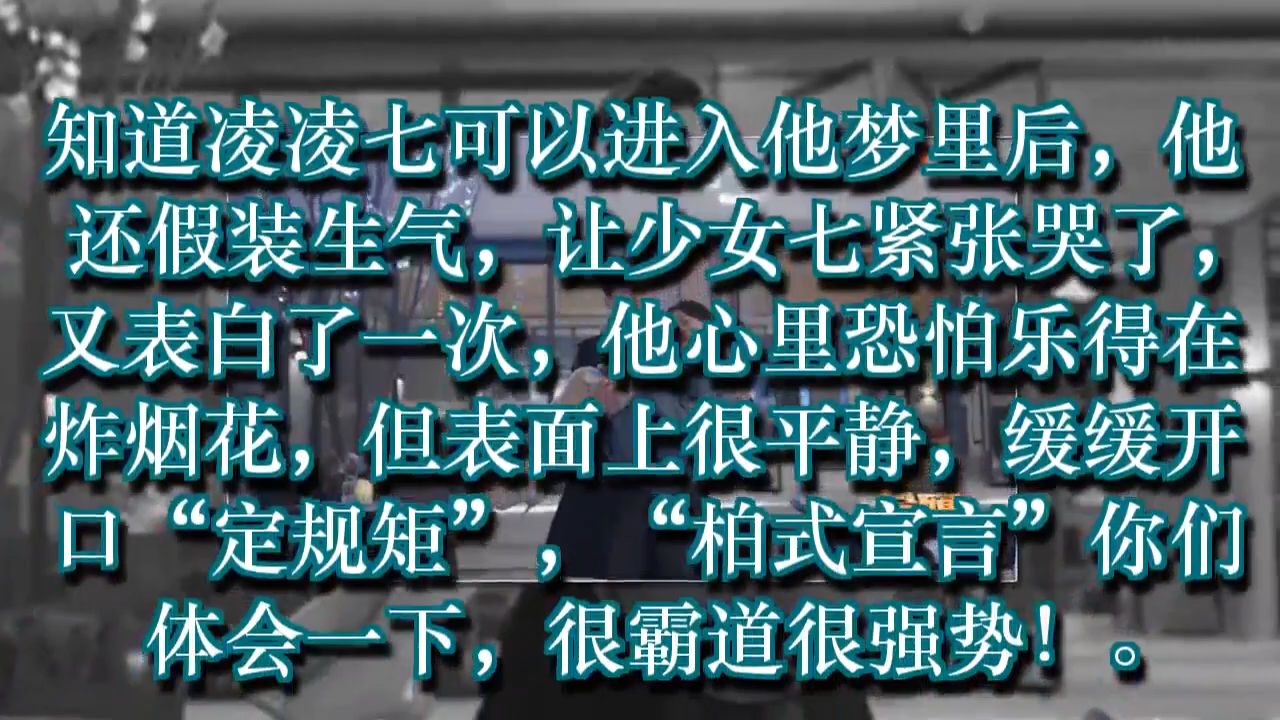 知道凌凌七可以进入他梦里后，他
还假装生气，让少女七紧张哭了，
又表白了一次，他心里恐怕乐得在
炸烟花，但表面上很平静，缓缓开
口“定规矩”，“柏式宣言”你们
体会一下，很霸道很强势！。